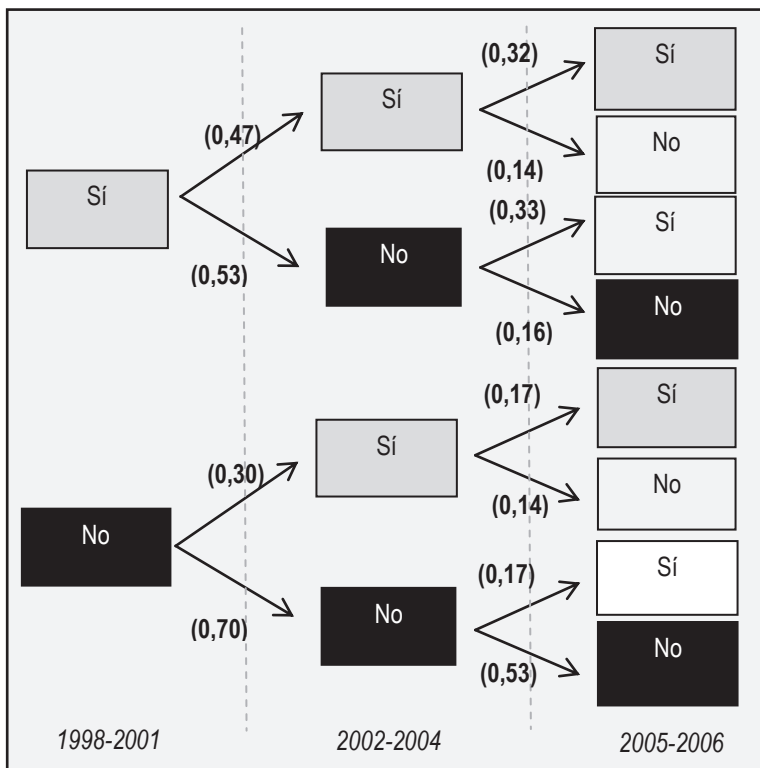 (0,32)
Sí
Sí
(0,47)
No
(0,14)
Sí
(0,33)
Sí
No
(0,53)
No
(0,16)
Sí
(0,17)
Sí
(0,30)
No
(0,14)
No
Sí
(0,17)
No
(0,70)
No
(0,53)
1998-2001
2002-2004
2005-2006